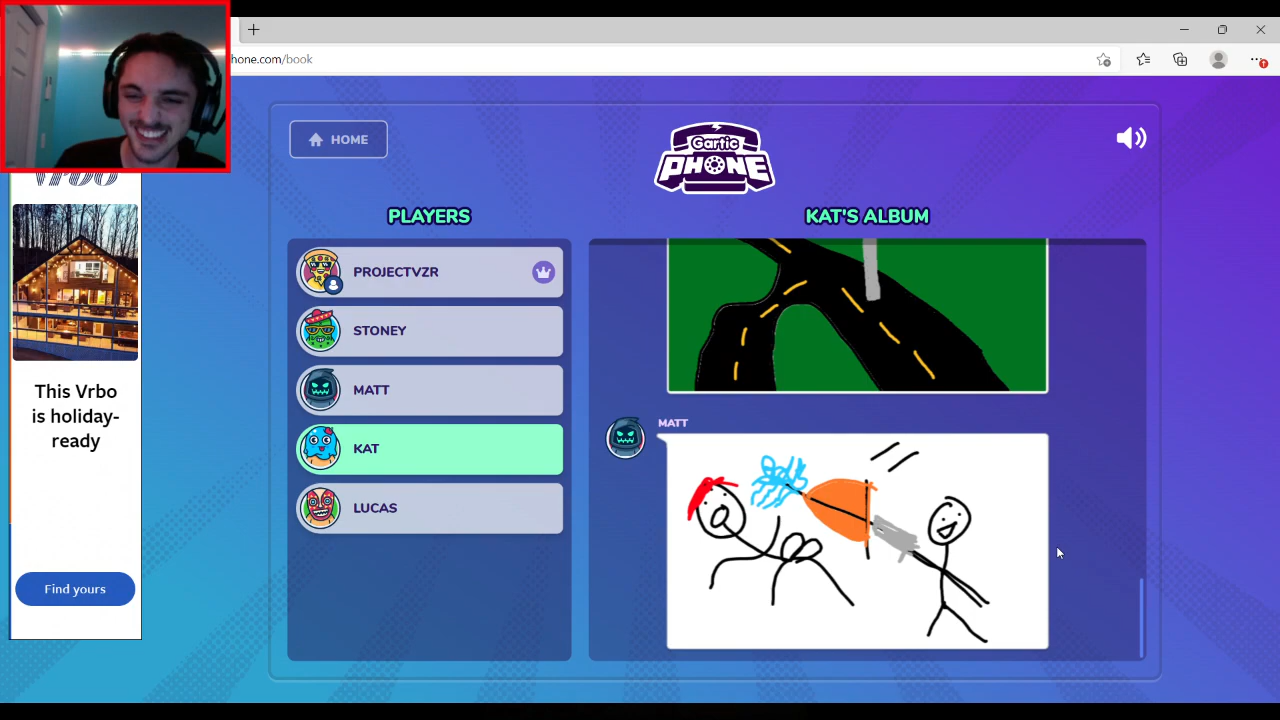 hone.com/book
HOME
Gartic
PHONE
PLAYERS
KAT'S ALBUM
PROJECTVZR
STONEY
MATT
KAT
LUCAS
MATT
Vrbo
This Vrbo
is holiday-
ready
Find yours